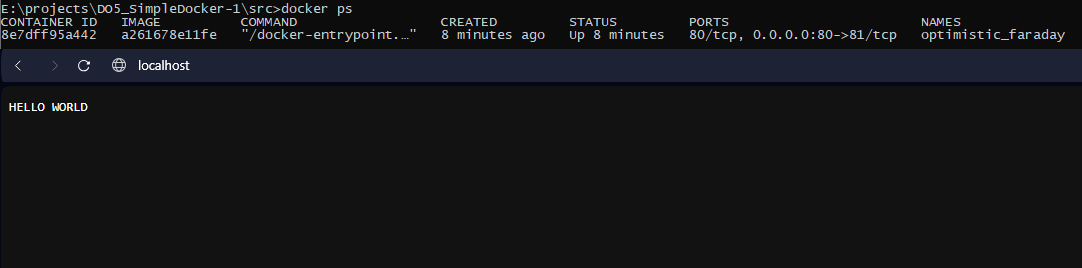 E:\projects\DO5_SimpleDocker-1\src>docker ps
CONTAINER ID   IMAGE          COMMAND                  CREATED         STATUS         PORTS                        NAMES
8e7dff95a442   a261678e11fe   "/docker-entrypoint.…"   8 minutes ago   Up 8 minutes   80/tcp, 0.0.0.0:80->81/tcp   optimistic_faraday
localhost
HELLO WORLD